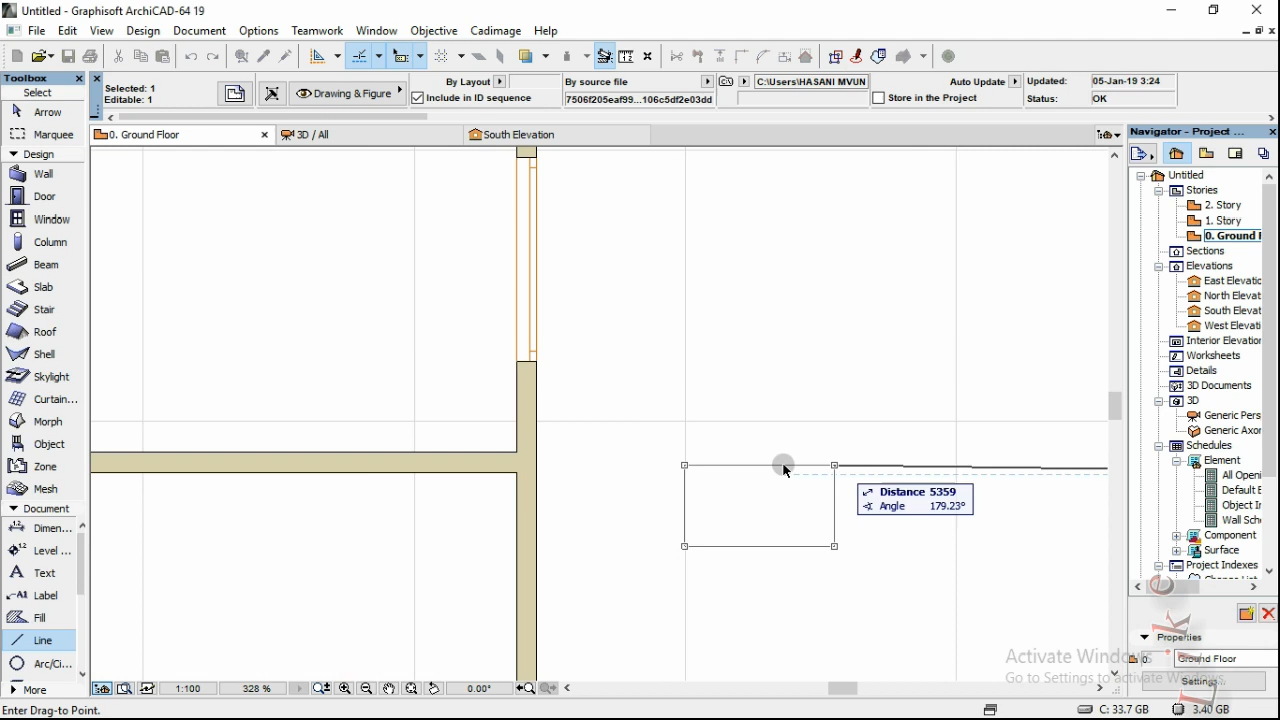 Untitled - Graphisoft ArchiCAD-64 19
File Edit View Design Document Options Teamwork Window Objective Cadimage Help
Toolbox
Select
Arrow
Marquee
Design
Wall
Door
Window
Column
Beam
Slab
Stair
Roof
Shell
Skylight
Curtain...
Morph
Object
Zone
Mesh
Document
Dimen...
Level ...
A Text
A1 Label
Fill
Line
Arc/Ci...
More
Selected: 1
Editable: 1
Drawing & Figure
By Layout
Include in ID sequence
By source file
7506f205eaf99...106c5df2e03dd
C:\Users\HASANI MVUN
Auto Update
Store in the Project
Updated: 05-Jan-19 3:24
Status: OK
0. Ground Floor
3D / All
South Elevation
Distance 5359
Angle 179.23°
Navigator - Project ...
Untitled
Stories
2. Story
1. Story
0. Ground F
Sections
Elevations
East Elevatio
North Elevat
South Elevat
West Elevati
Interior Elevation
Worksheets
Details
3D Documents
3D
Generic Pers
Generic Axor
Schedules
Element
All Openi
Default E
Object In
Wall Sch
Component
Surface
Project Indexes
Properties
0. Ground Floor
Settings...
Activate Windows
Go to Settings to activate Windows.
1:100
328 %
0.00°
Enter Drag-to Point.
C: 33.7 GB
3.40 GB